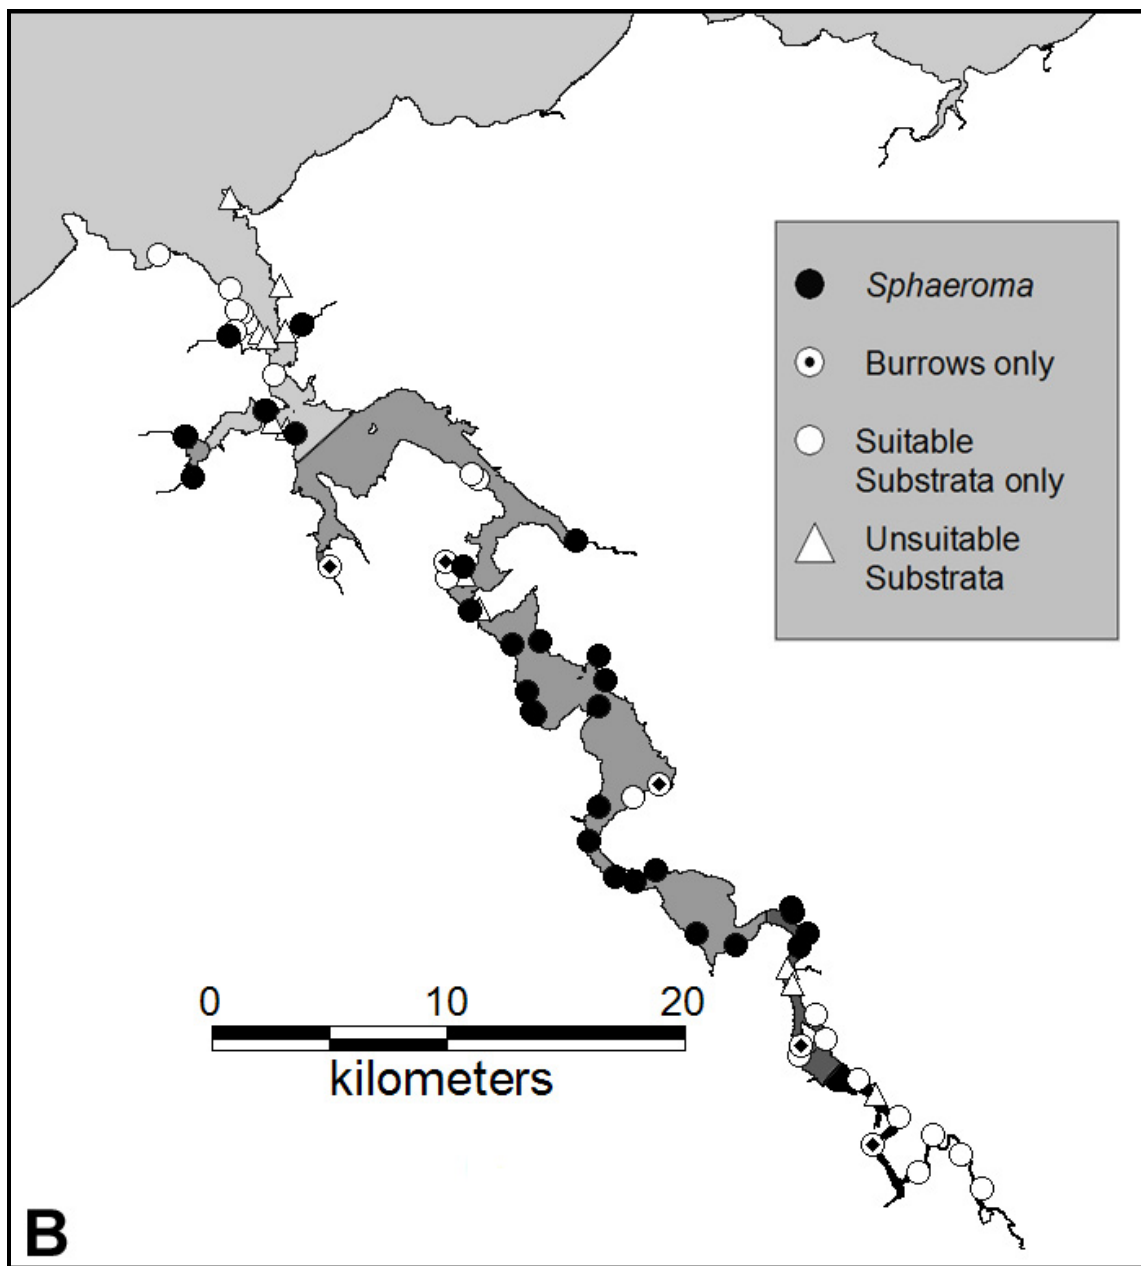 Sphaeroma
Burrows only
Suitable
Substrata only
Unsuitable
Substrata
0 10 20
kilometers
B